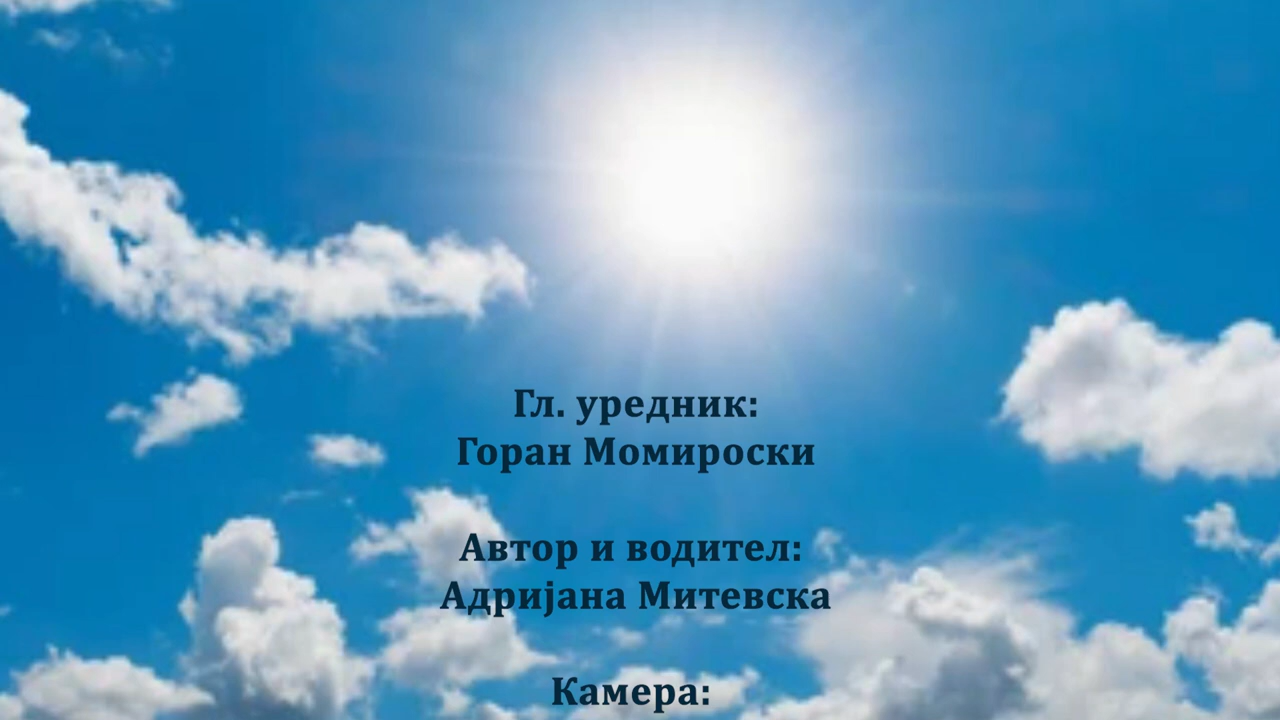 Гл. уредник:
Горан Момироски
Автор и водител:
Адријана Митевска
Камера: